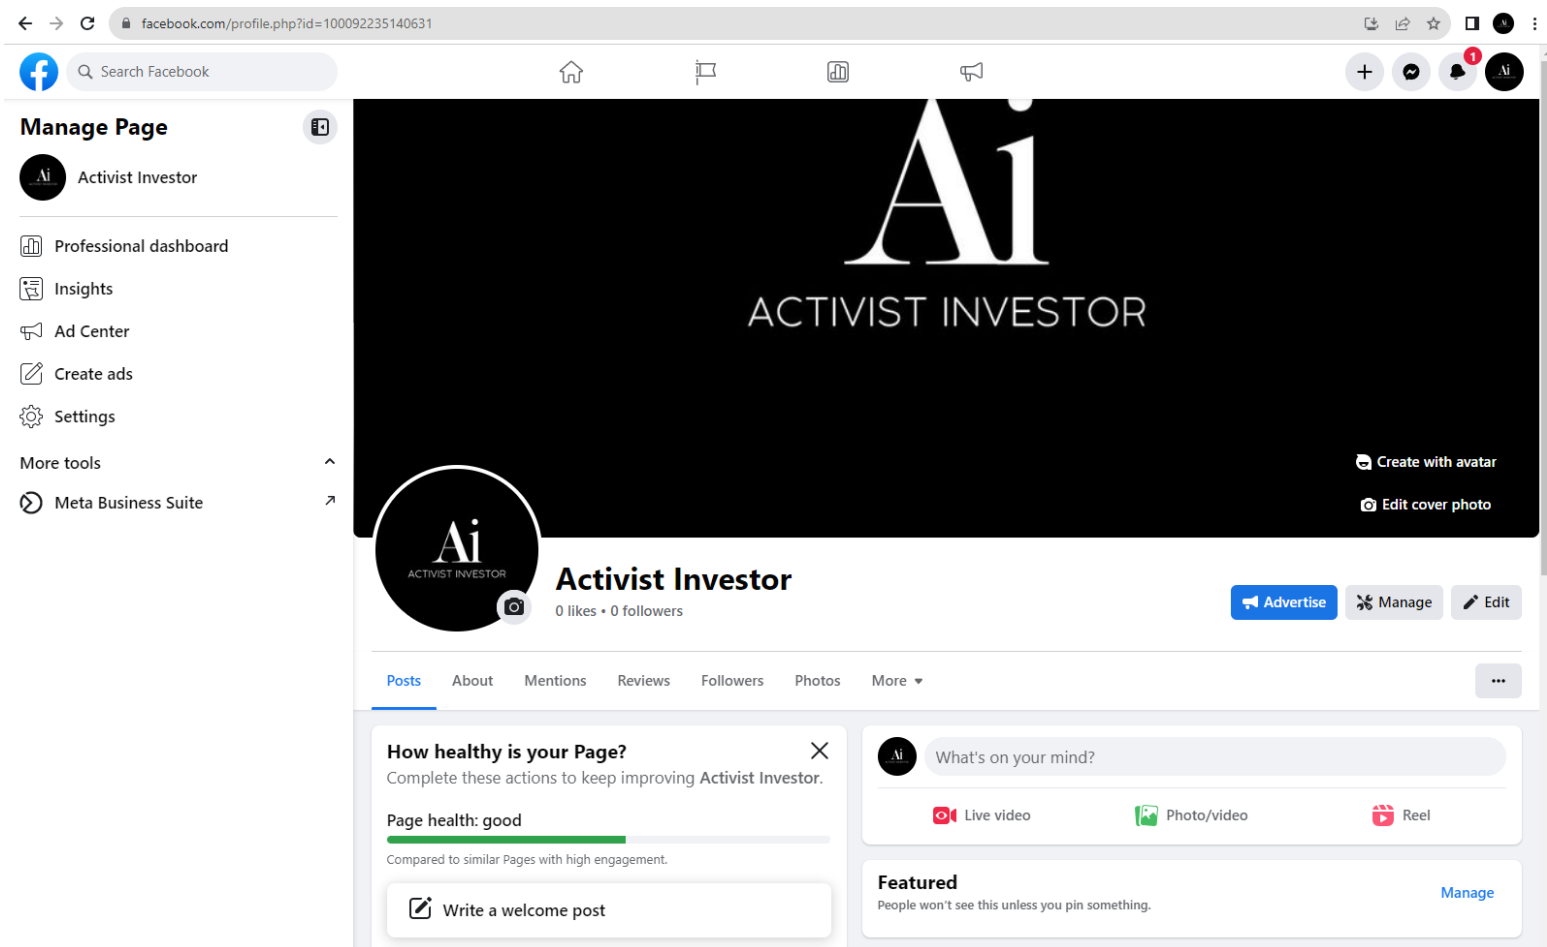 facebook.com/profile.php?id=100092235140631
Search Facebook
1
Ai
Manage Page
Ai
Activist Investor
Professional dashboard
Insights
Ad Center
Create ads
Settings
More tools
Meta Business Suite
Ai
ACTIVIST INVESTOR
Create with avatar
Edit cover photo
Ai
ACTIVIST INVESTOR
Activist Investor
0 likes • 0 followers
Advertise
Manage
Edit
Posts
About
Mentions
Reviews
Followers
Photos
More
How healthy is your Page?
Complete these actions to keep improving Activist Investor.
Page health: good
Compared to similar Pages with high engagement.
Write a welcome post
Ai
What's on your mind?
Live video
Photo/video
Reel
Featured
Manage
People won't see this unless you pin something.